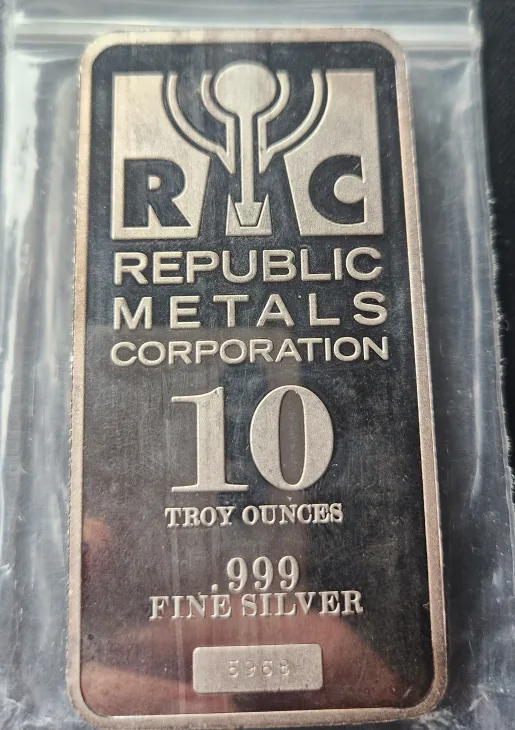 RMC
REPUBLIC
METALS
CORPORATION
10
TROY OUNCES
.999
FINE SILVER
5968